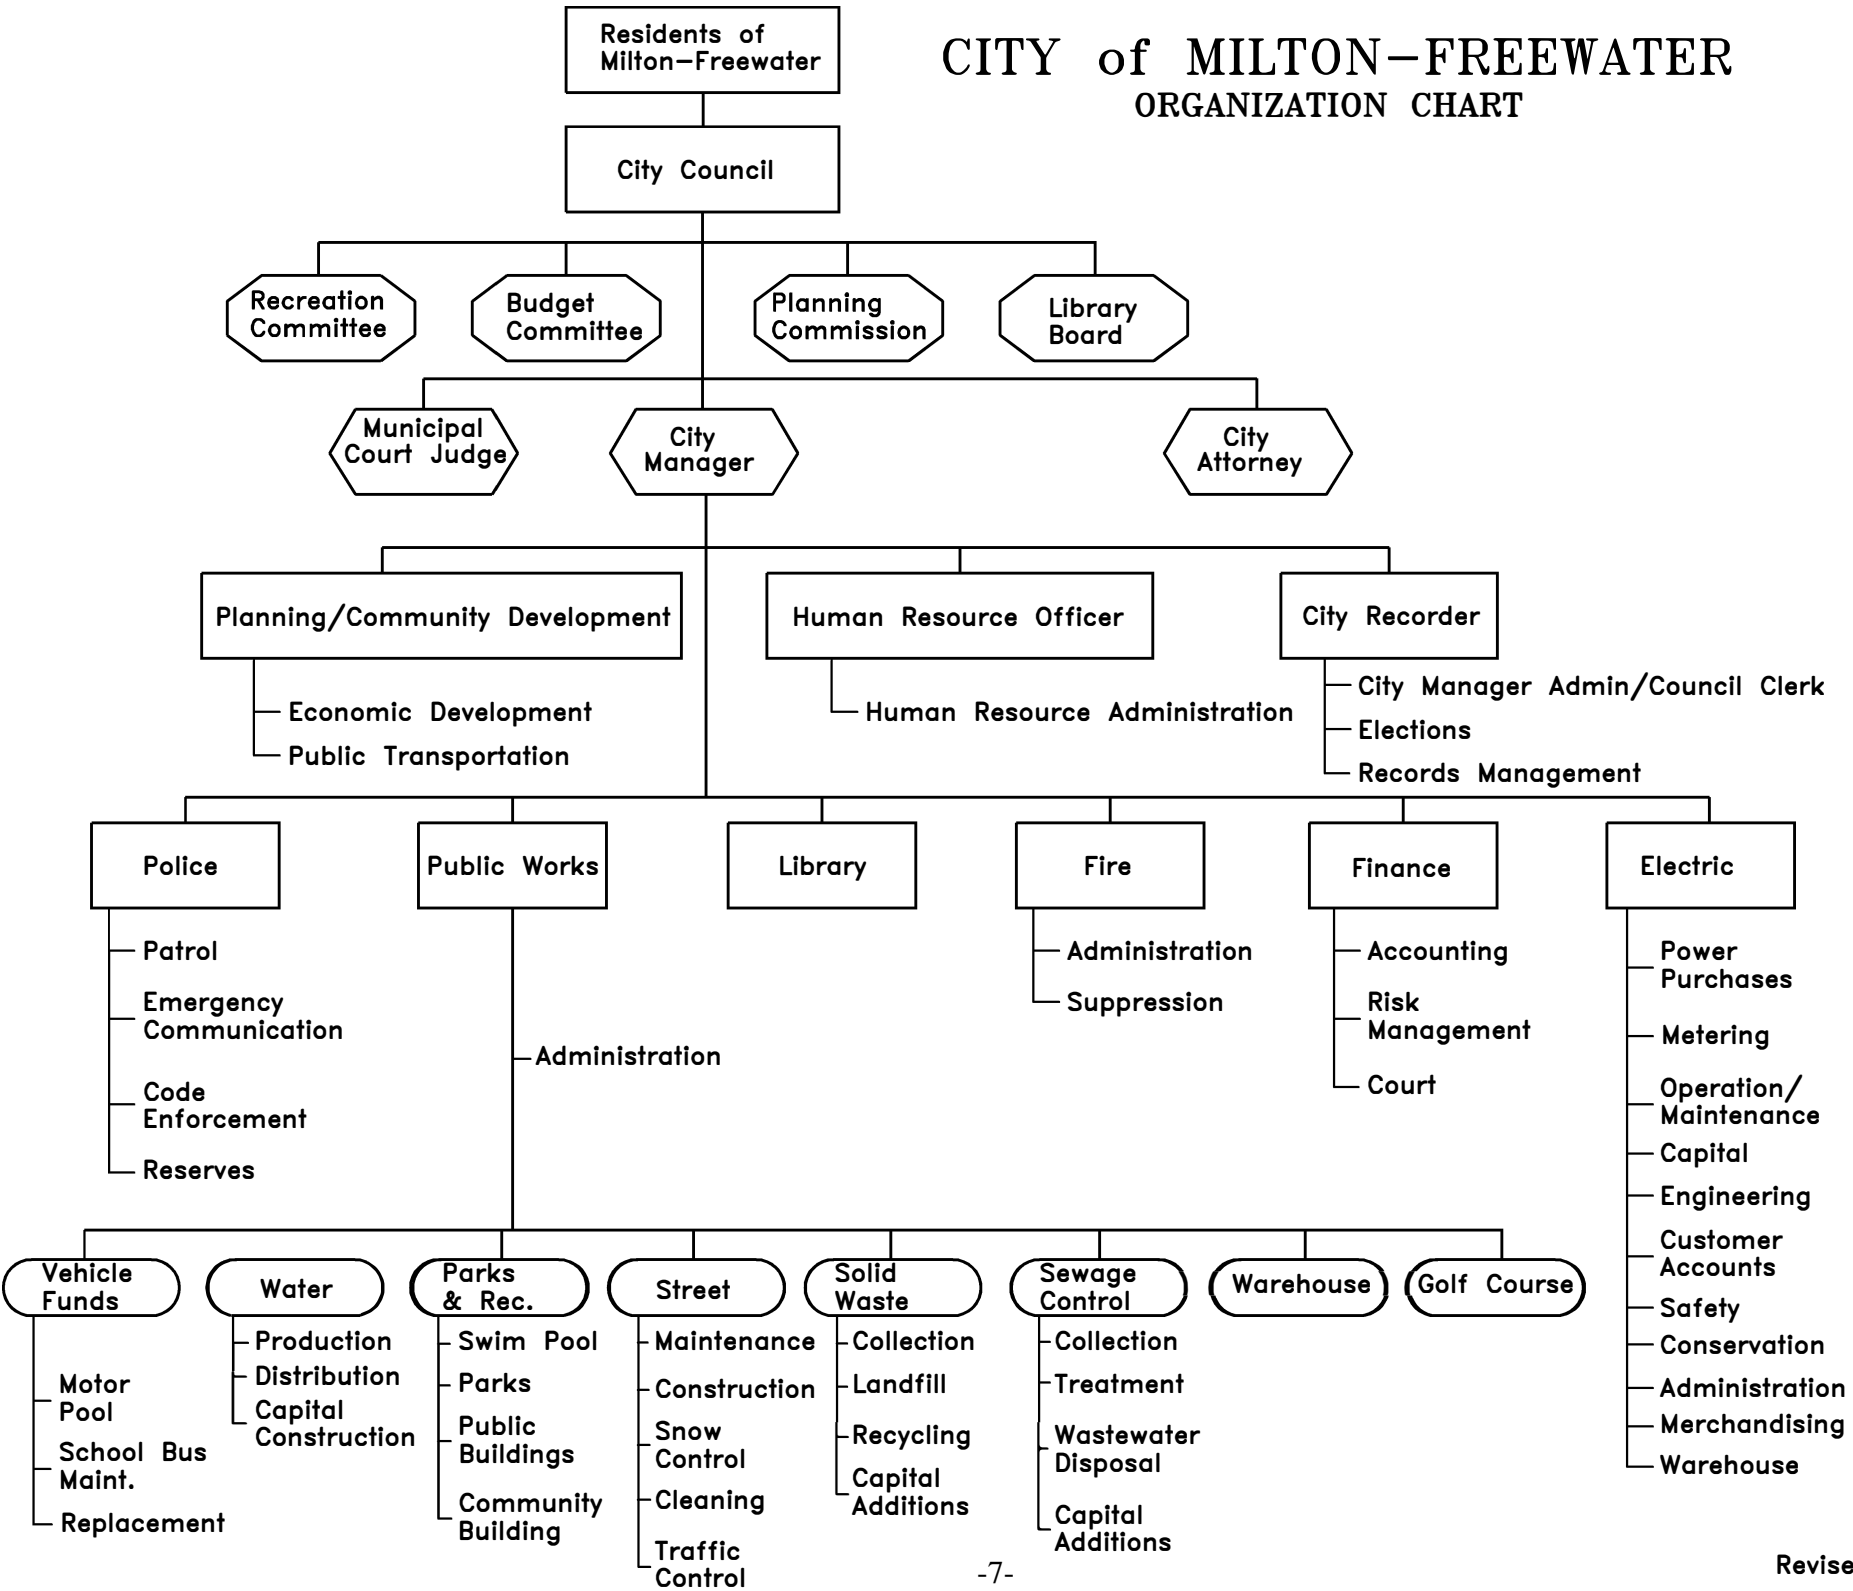 CITY of MILTON-FREEWATER
ORGANIZATION CHART
Residents of
Milton-Freewater
City Council
Recreation
Committee
Budget
Committee
Planning
Commission
Library
Board
Municipal
Court Judge
City
Manager
City
Attorney
Planning/Community Development
Economic Development
Public Transportation
Human Resource Officer
Human Resource Administration
City Recorder
City Manager Admin/Council Clerk
Elections
Records Management
Police
Patrol
Emergency
Communication
Code
Enforcement
Reserves
Public Works
Administration
Library
Fire
Administration
Suppression
Finance
Accounting
Risk
Management
Court
Electric
Power
Purchases
Metering
Operation/
Maintenance
Capital
Engineering
Customer
Accounts
Safety
Conservation
Administration
Merchandising
Warehouse
Vehicle
Funds
Motor
Pool
School Bus
Maint.
Replacement
Water
Production
Distribution
Capital
Construction
Parks
& Rec.
Swim Pool
Parks
Public
Buildings
Community
Building
Street
Maintenance
Construction
Snow
Control
Cleaning
Traffic
Control
Solid
Waste
Collection
Landfill
Recycling
Capital
Additions
Sewage
Control
Collection
Treatment
Wastewater
Disposal
Capital
Additions
Warehouse
Golf Course
-7-
Revise